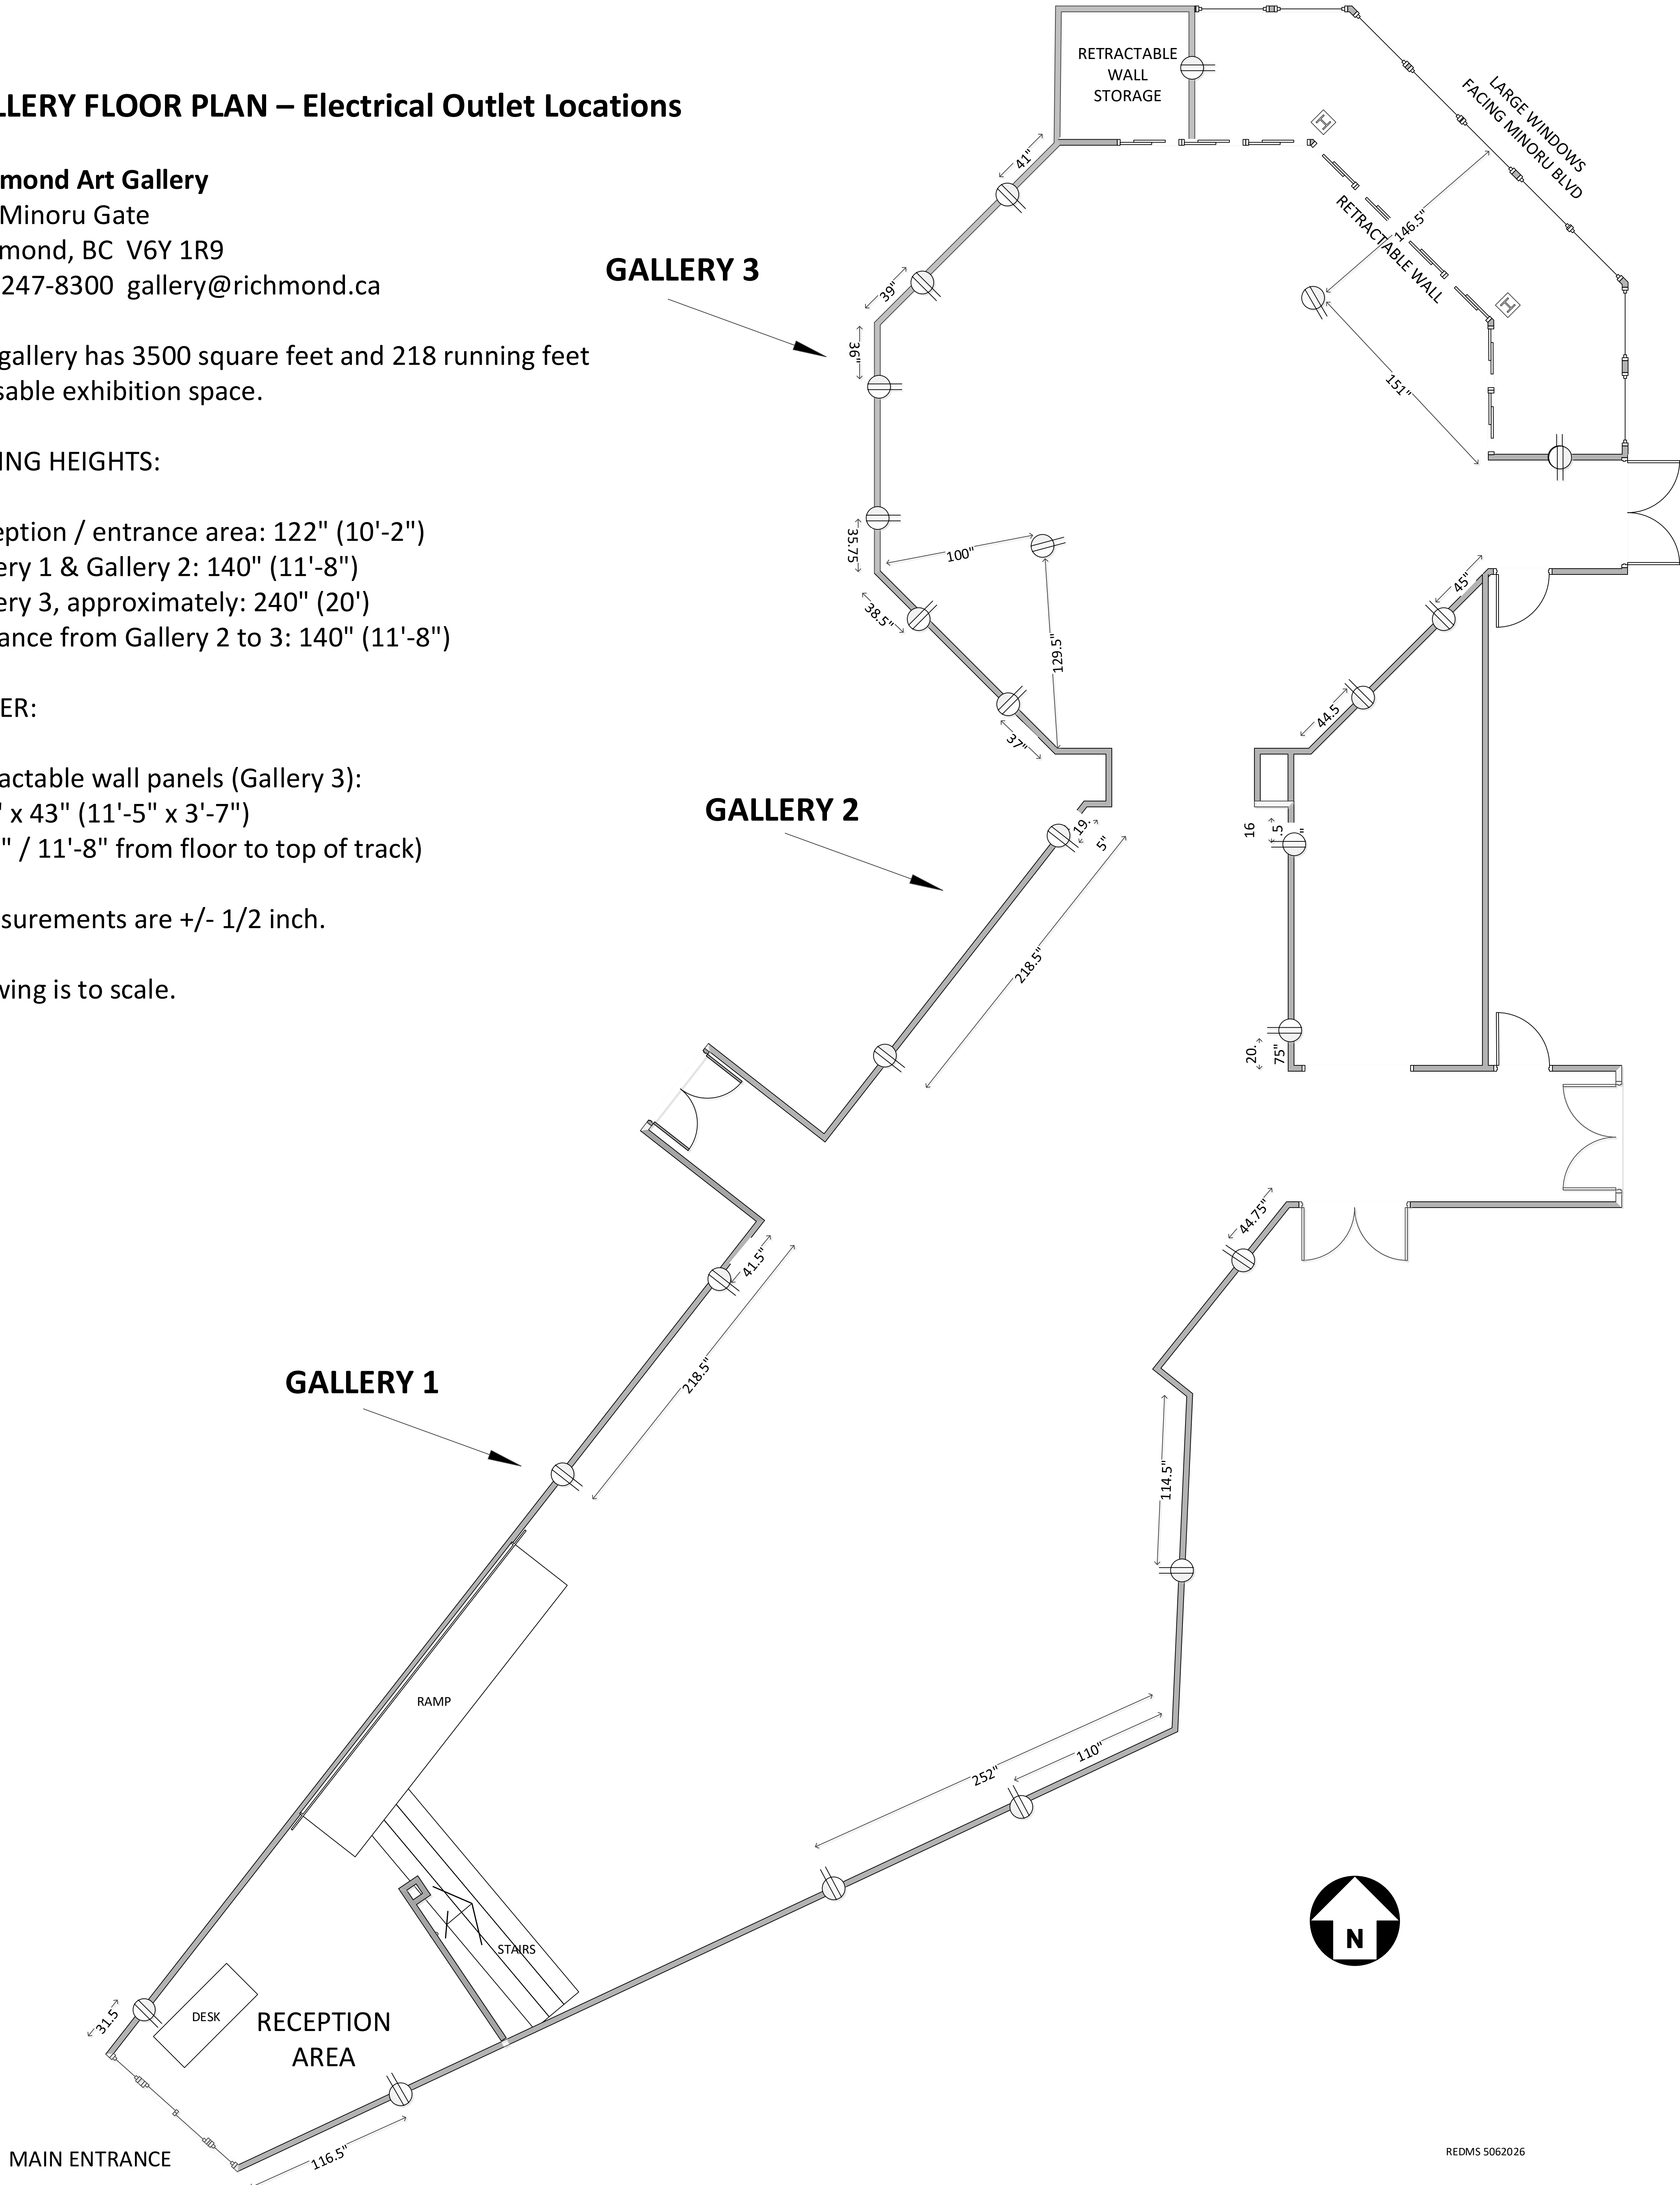 LLERY FLOOR PLAN – Electrical Outlet Locations
mond Art Gallery
Minoru Gate
mond, BC  V6Y 1R9
247-8300  gallery@richmond.ca
gallery has 3500 square feet and 218 running feet
sable exhibition space.
ING HEIGHTS:
eption / entrance area: 122" (10'-2")
ery 1 & Gallery 2: 140" (11'-8")
ery 3, approximately: 240" (20')
ance from Gallery 2 to 3: 140" (11'-8")
ER:
actable wall panels (Gallery 3):
" x 43" (11'-5" x 3'-7")
" / 11'-8" from floor to top of track)
surements are +/- 1/2 inch.
wing is to scale.
RETRACTABLE
WALL
STORAGE
LARGE WINDOWS
FACING MINORU BLVD
H
RETRACTABLE WALL
H
146.5"
151"
41"
39"
36"
GALLERY 3
35.75
100"
38.5"
129.5"
37"
45"
44.5
GALLERY 2
19.
5"
16
.5
"
218.5"
20.
75"
44.75"
41.5"
218.5"
GALLERY 1
114.5"
RAMP
252"
110"
STAIRS
N
31.5
DESK
RECEPTION
AREA
116.5"
MAIN ENTRANCE
REDMS 5062026